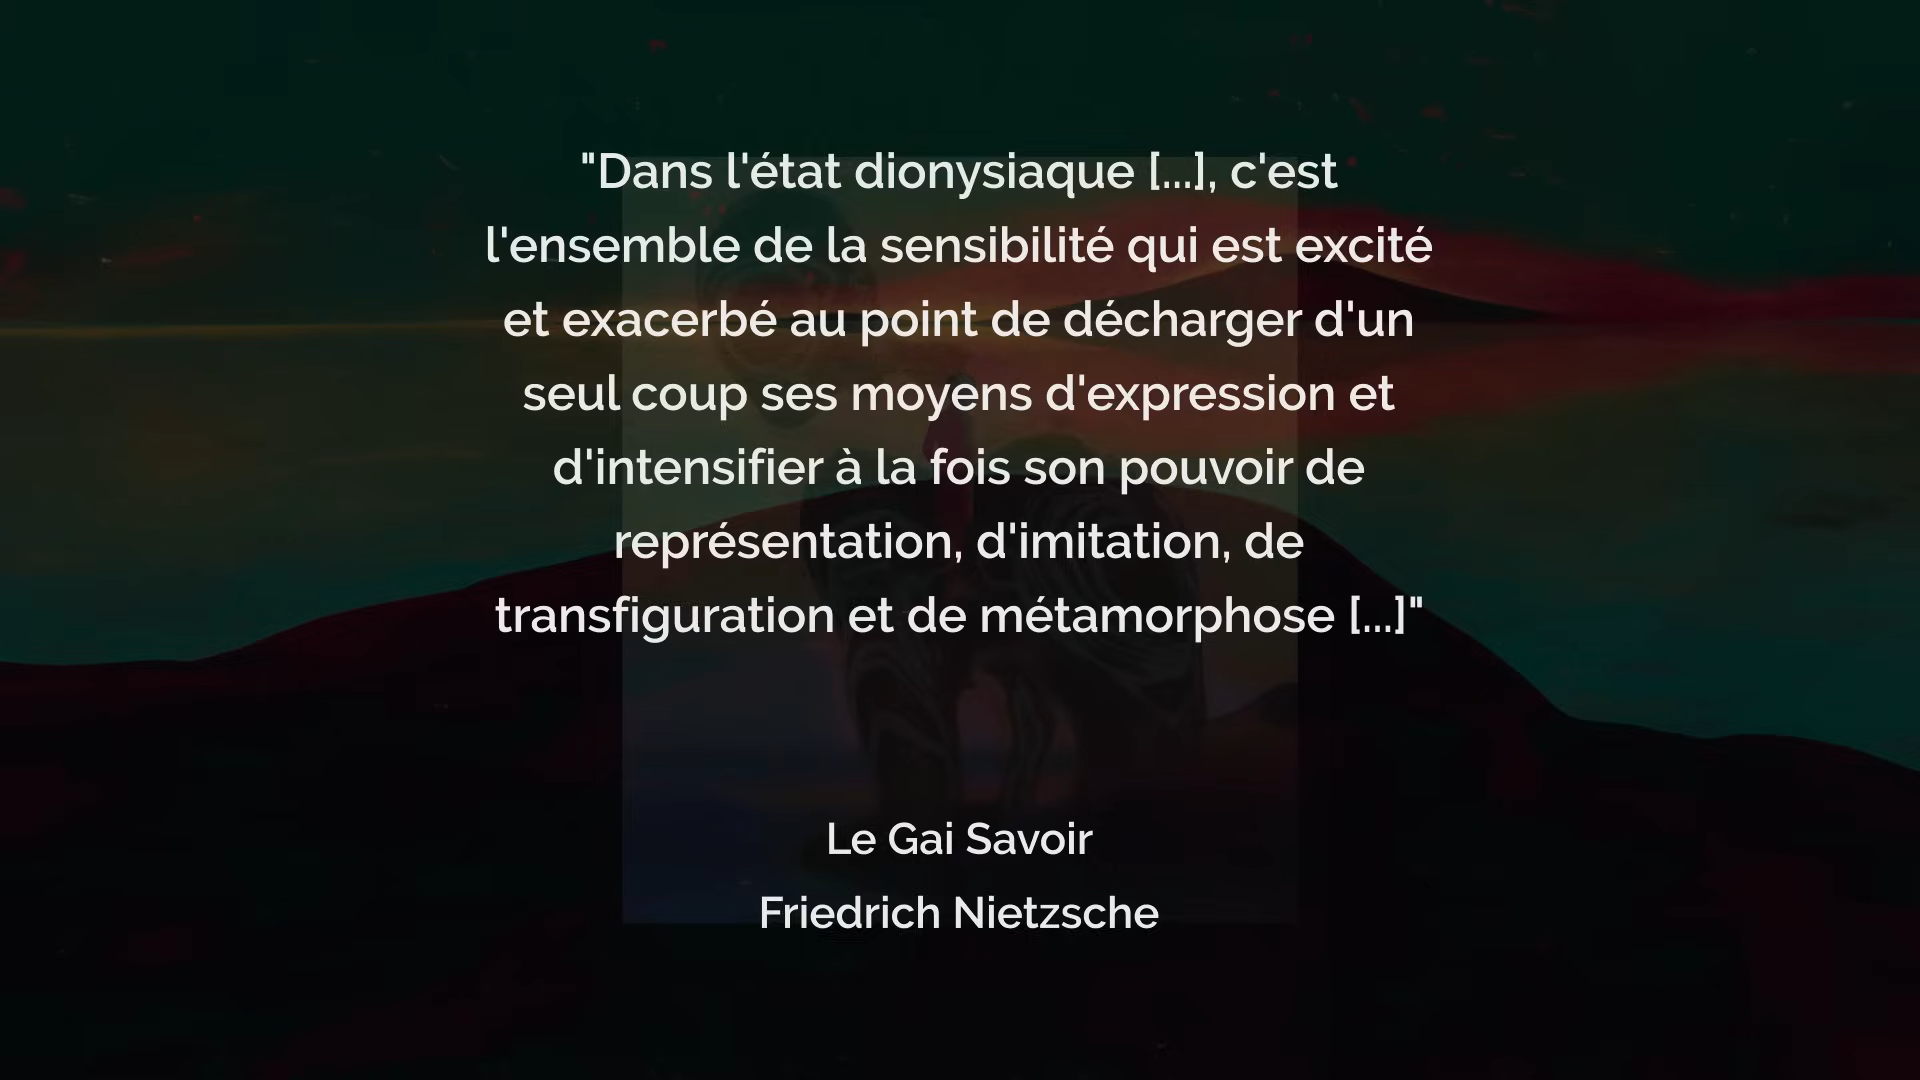 "Dans l'état dionysiaque [...], c'est
l'ensemble de la sensibilité qui est excité
et exacerbé au point de décharger d'un
seul coup ses moyens d'expression et
d'intensifier à la fois son pouvoir de
représentation, d'imitation, de
transfiguration et de métamorphose [...]"
Le Gai Savoir
Friedrich Nietzsche